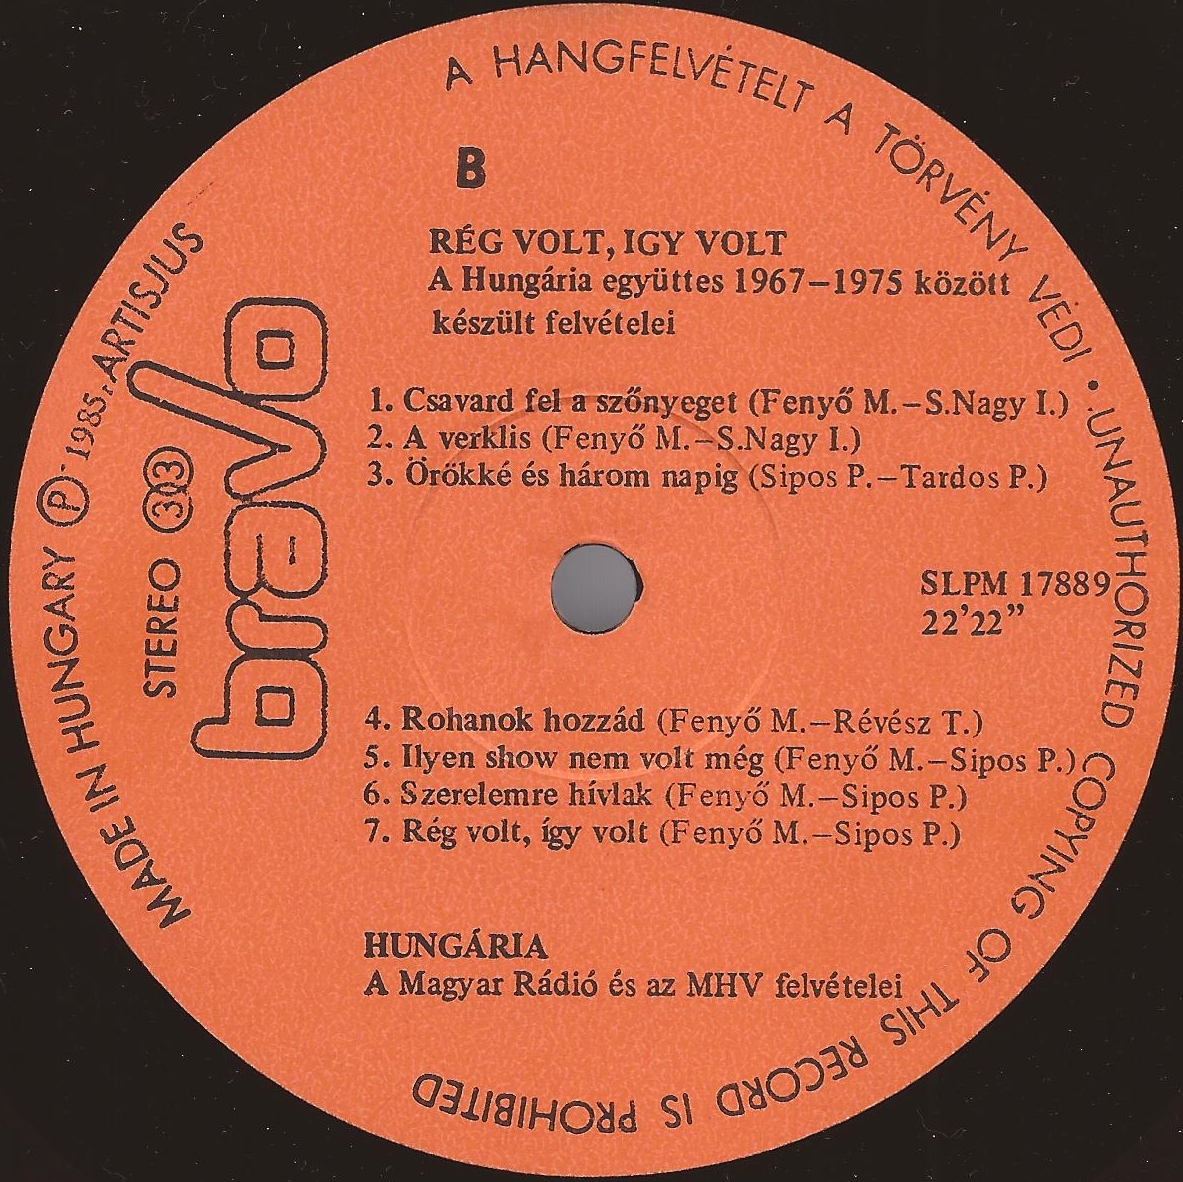 A HANGFELVÉTELT A TÖRVÉNY VÉDI • UNAUTHORIZED COPYING OF THIS RECORD IS PROHIBITED
MADE IN HUNGARY Ⓟ 1985. ARTISJUS
STEREO 33
bravo
B
RÉG VOLT, IGY VOLT
A Hungária együttes 1967–1975 között
készült felvételei
1. Csavard fel a szőnyeget (Fenyő M.–S.Nagy I.)
2. A verklis (Fenyő M.–S.Nagy I.)
3. Örökké és három napig (Sipos P.–Tardos P.)
SLPM 17889
22’22”
4. Rohanok hozzád (Fenyő M.–Révész T.)
5. Ilyen show nem volt még (Fenyő M.–Sipos P.)
6. Szerelemre hívlak (Fenyő M.–Sipos P.)
7. Rég volt, így volt (Fenyő M.–Sipos P.)
HUNGÁRIA
A Magyar Rádió és az MHV felvételei